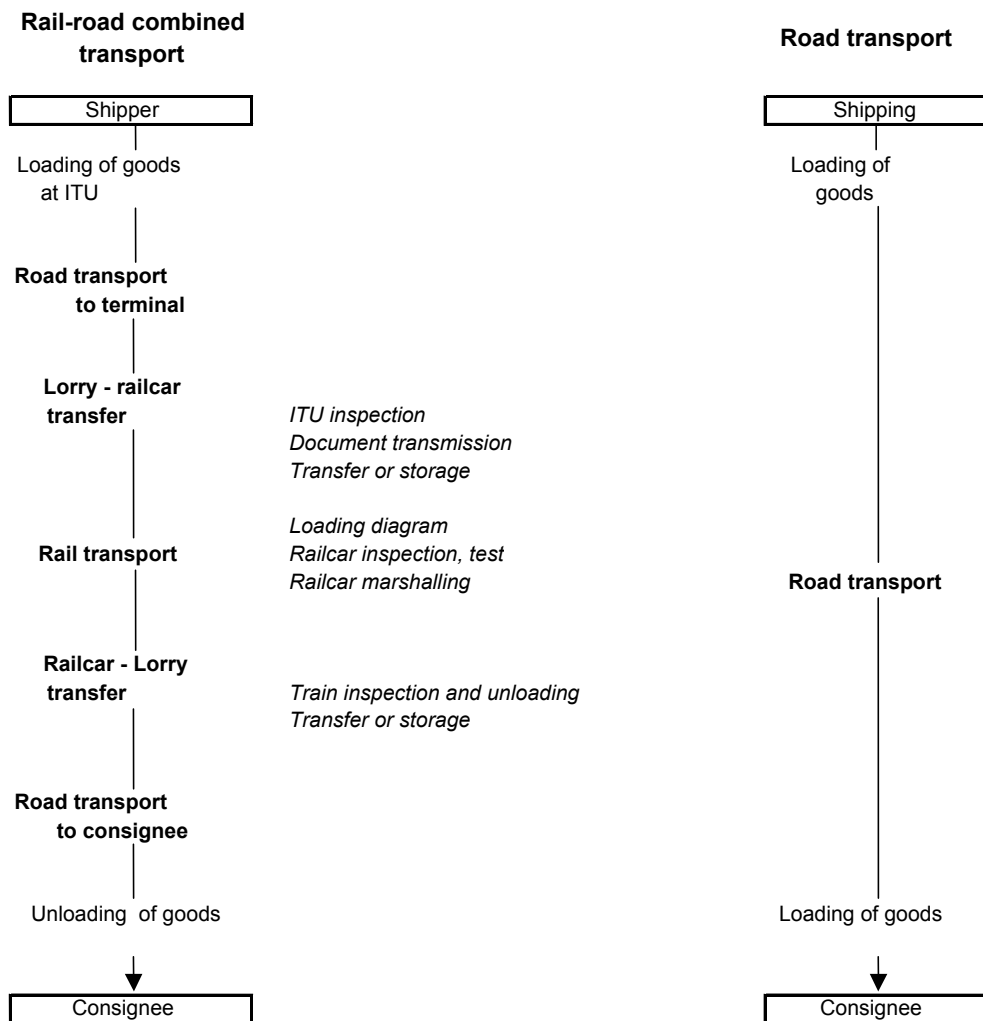 Rail-road combined
transport
Road transport
Shipper
Shipping
Loading of goods
at ITU
Loading of
goods
Road transport
to terminal
Lorry - railcar
transfer
ITU inspection
Document transmission
Transfer or storage
Loading diagram
Rail transport
Railcar inspection, test
Railcar marshalling
Road transport
Railcar - Lorry
transfer
Train inspection and unloading
Transfer or storage
Road transport
to consignee
Unloading of goods
Loading of goods
Consignee
Consignee